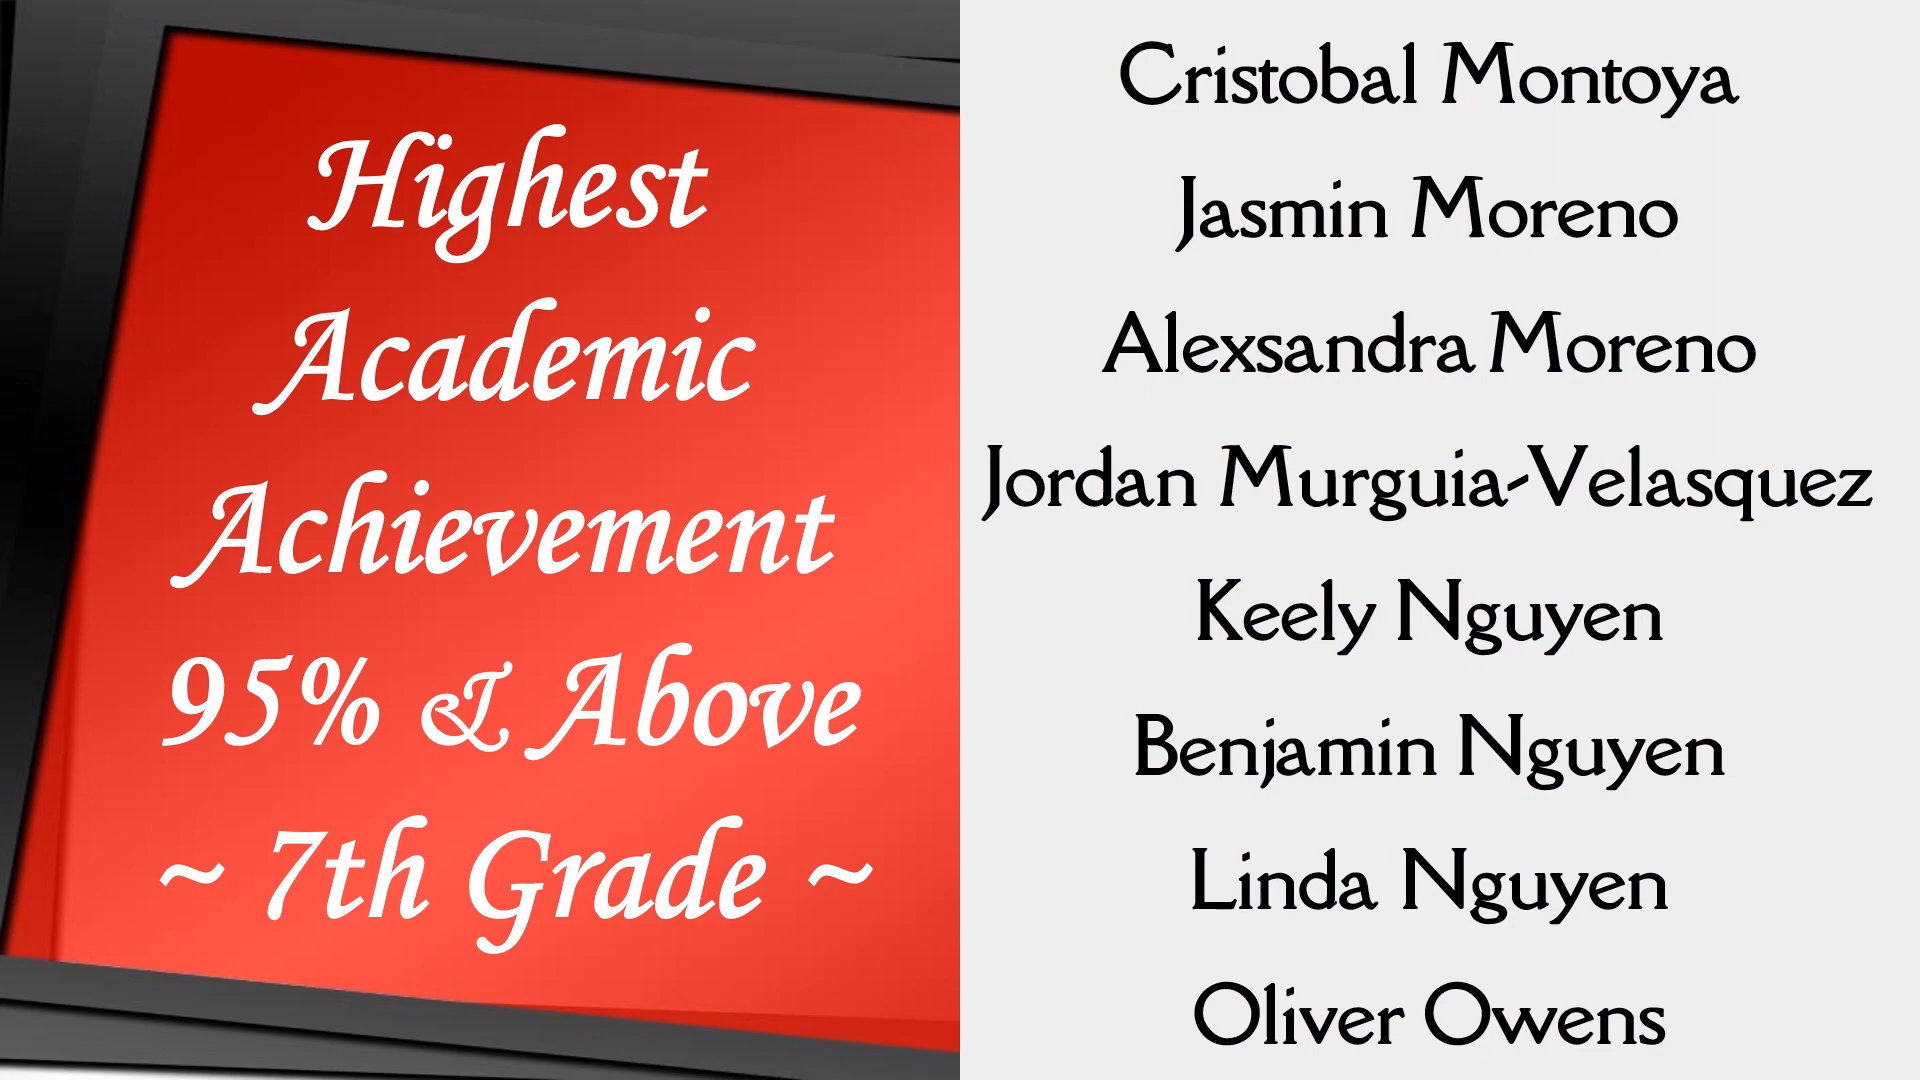 Highest
Academic
Achievement
95% & Above
~ 7th Grade ~
Cristobal Montoya
Jasmin Moreno
Alexsandra Moreno
Jordan Murguia-Velasquez
Keely Nguyen
Benjamin Nguyen
Linda Nguyen
Oliver Owens